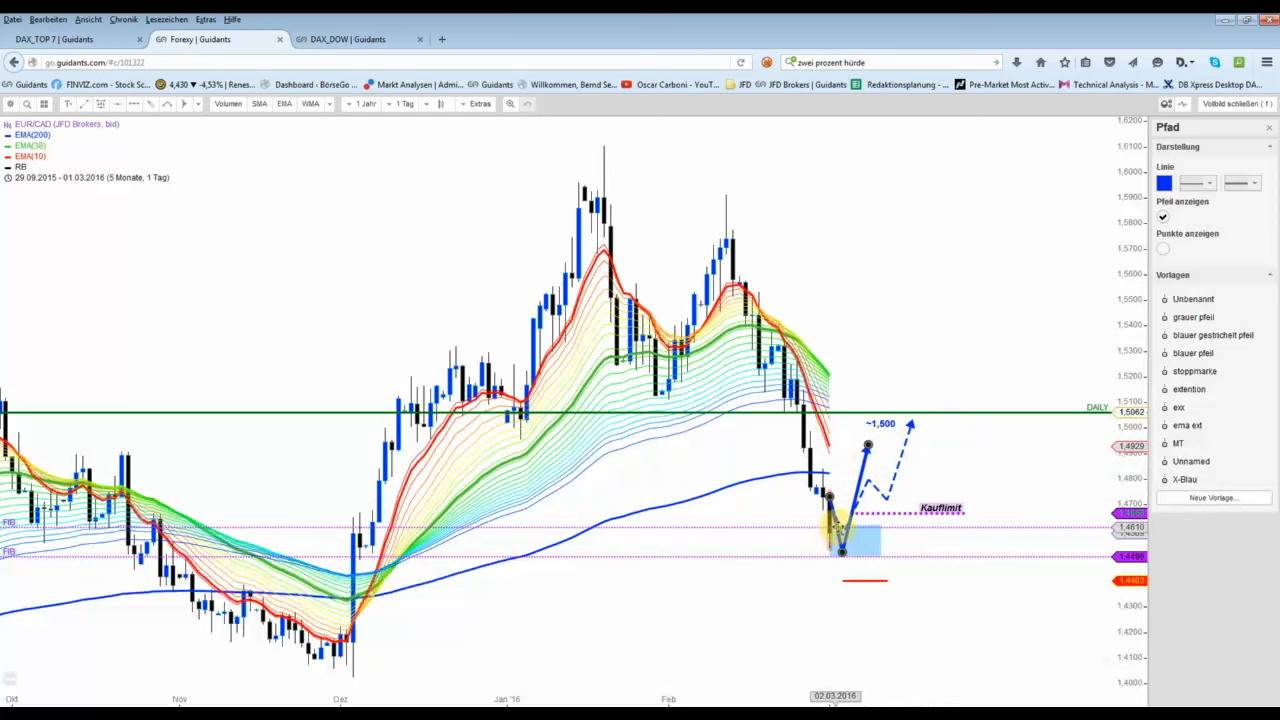 Datei Bearbeiten Ansicht Chronik Lesezeichen Extras Hilfe
DAX_TOP 7 | Guidants × Forexy | Guidants × DAX_DOW | Guidants × +
go.guidants.com/#c/101322 zwei prozent hürde
Guidants FINVIZ.com - Stock Sc... 4,430 ▼ -4,53% | Renes... Dashboard ‹ BörseGo ... Markt Analysen | Admi... Guidants Willkommen, Bernd Se... Oscar Carboni - YouT... JFD JFD Brokers | Guidants Redaktionsplanung - ... Pre-Market Most Activ... Technical Analysis - M... DB Xpress Desktop DA...
Volumen SMA EMA WMA 1 Jahr 1 Tag Extras Vollbild schließen ( f )
EUR/CAD (JFD Brokers, bid)
EMA(200)
EMA(38)
EMA(10)
RB
29.09.2015 - 01.03.2016 (5 Monate, 1 Tag)
1,6200
1,6100
1,6000
1,5900
1,5800
1,5700
1,5600
1,5500
1,5400
1,5300
1,5200
1,5100
DAILY
1,5062
1,5000
~1,500
1,4929
1,4800
1,4700
Kauflimit
FIB
1,4610
FIB
1,4496
1,4403
1,4300
1,4200
1,4100
1,4000
Okt Nov Dez Jan '16 Feb 02.03.2016
Pfad ×
Darstellung
Linie
Pfeil anzeigen
Punkte anzeigen
Vorlagen
Unbenannt
grauer pfeil
blauer gestrichelt pfeil
blauer pfeil
stoppmarke
extention
exx
ema ext
MT
Unnamed
X-Blau
Neue Vorlage...